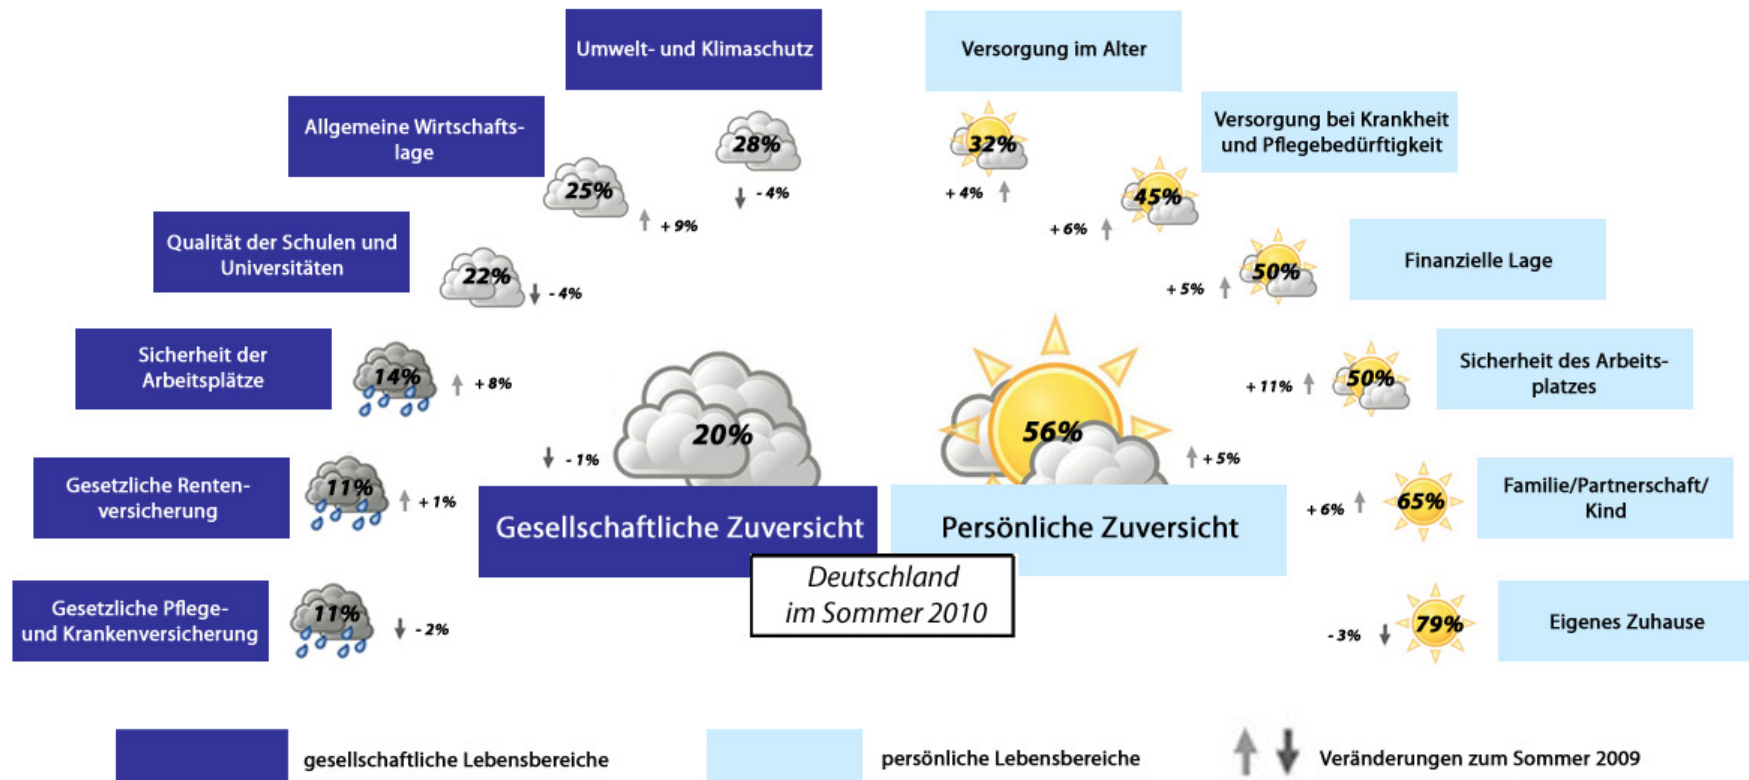 Umwelt- und Klimaschutz
28%
- 4%
Allgemeine Wirtschafts-
lage
25%
+ 9%
Qualität der Schulen und
Universitäten
22%
- 4%
Sicherheit der
Arbeitsplätze
14%
+ 8%
Gesetzliche Renten-
versicherung
11%
+ 1%
Gesetzliche Pflege-
und Krankenversicherung
11%
- 2%
20%
- 1%
Gesellschaftliche Zuversicht
Versorgung im Alter
32%
+ 4%
Versorgung bei Krankheit
und Pflegebedürftigkeit
45%
+ 6%
Finanzielle Lage
50%
+ 5%
Sicherheit des Arbeits-
platzes
50%
+ 11%
Familie/Partnerschaft/
Kind
65%
+ 6%
Eigenes Zuhause
79%
- 3%
56%
+ 5%
Persönliche Zuversicht
Deutschland
im Sommer 2010
gesellschaftliche Lebensbereiche
persönliche Lebensbereiche
Veränderungen zum Sommer 2009